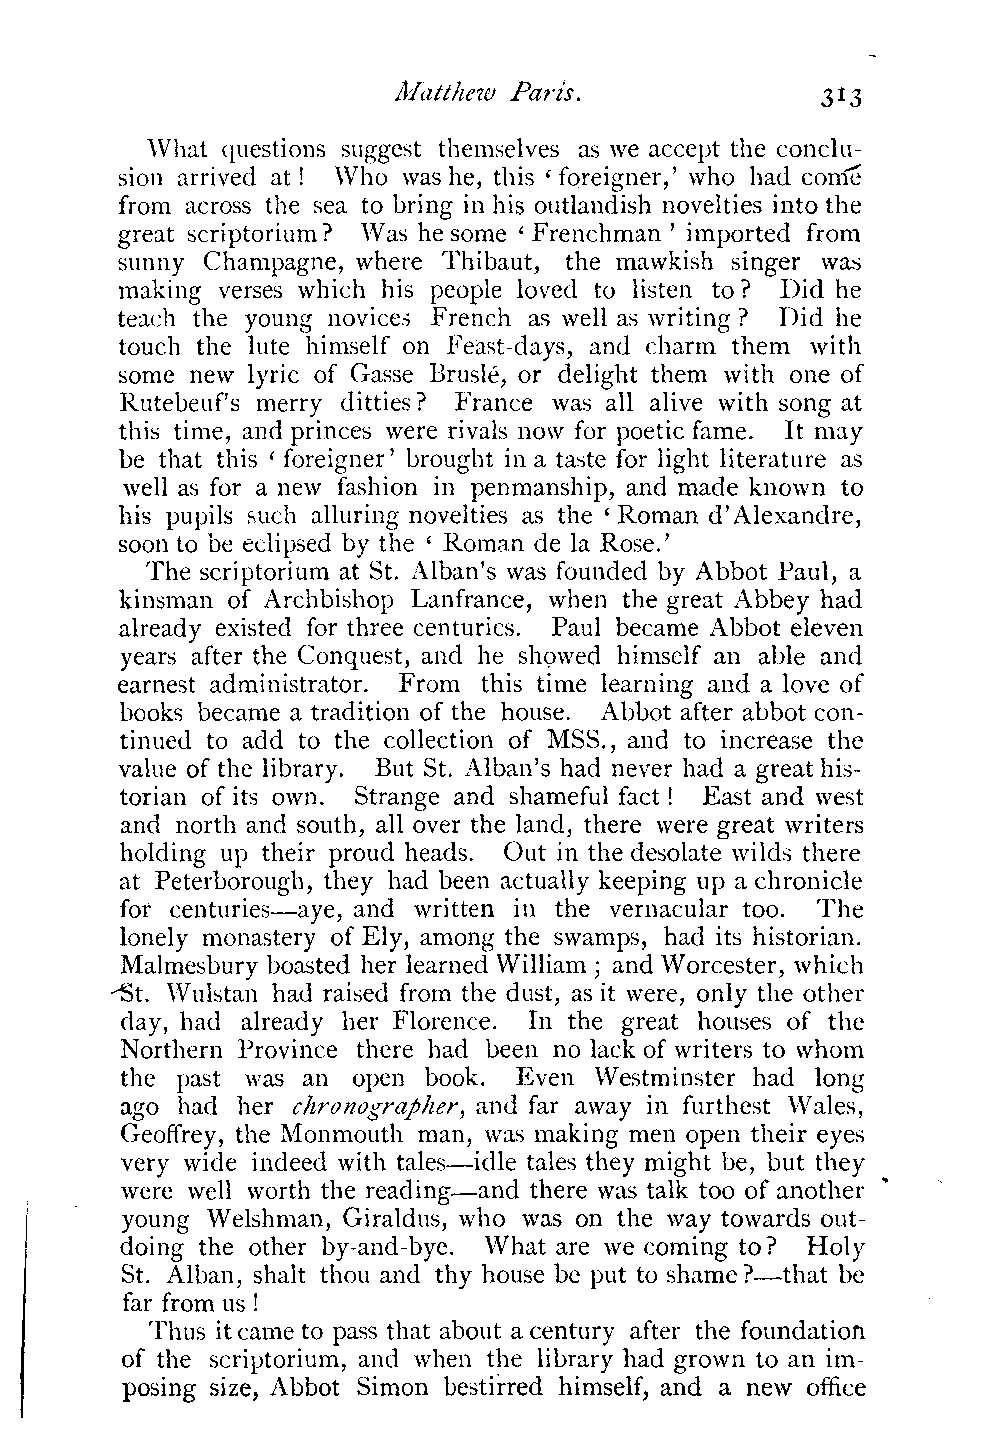 Matthew Paris. 313
What questions suggest themselves as we accept the conclu-
sion arrived at! Who was he, this ‘foreigner,’ who had come
from across the sea to bring in his outlandish novelties into the
great scriptorium? Was he some ‘Frenchman’ imported from
sunny Champagne, where Thibaut, the mawkish singer was
making verses which his people loved to listen to? Did he
teach the young novices French as well as writing? Did he
touch the lute himself on Feast-days, and charm them with
some new lyric of Gasse Bruslé, or delight them with one of
Rutebeuf's merry ditties? France was all alive with song at
this time, and princes were rivals now for poetic fame. It may
be that this ‘foreigner’ brought in a taste for light literature as
well as for a new fashion in penmanship, and made known to
his pupils such alluring novelties as the ‘Roman d'Alexandre,
soon to be eclipsed by the ‘Roman de la Rose.’
The scriptorium at St. Alban's was founded by Abbot Paul, a
kinsman of Archbishop Lanfrance, when the great Abbey had
already existed for three centuries. Paul became Abbot eleven
years after the Conquest, and he showed himself an able and
earnest administrator. From this time learning and a love of
books became a tradition of the house. Abbot after abbot con-
tinued to add to the collection of MSS., and to increase the
value of the library. But St. Alban's had never had a great his-
torian of its own. Strange and shameful fact! East and west
and north and south, all over the land, there were great writers
holding up their proud heads. Out in the desolate wilds there
at Peterborough, they had been actually keeping up a chronicle
for centuries—aye, and written in the vernacular too. The
lonely monastery of Ely, among the swamps, had its historian.
Malmesbury boasted her learned William; and Worcester, which
St. Wulstan had raised from the dust, as it were, only the other
day, had already her Florence. In the great houses of the
Northern Province there had been no lack of writers to whom
the past was an open book. Even Westminster had long
ago had her chronographer, and far away in furthest Wales,
Geoffrey, the Monmouth man, was making men open their eyes
very wide indeed with tales—idle tales they might be, but they
were well worth the reading—and there was talk too of another
young Welshman, Giraldus, who was on the way towards out-
doing the other by-and-bye. What are we coming to? Holy
St. Alban, shalt thou and thy house be put to shame?—that be
far from us!
Thus it came to pass that about a century after the foundation
of the scriptorium, and when the library had grown to an im-
posing size, Abbot Simon bestirred himself, and a new office